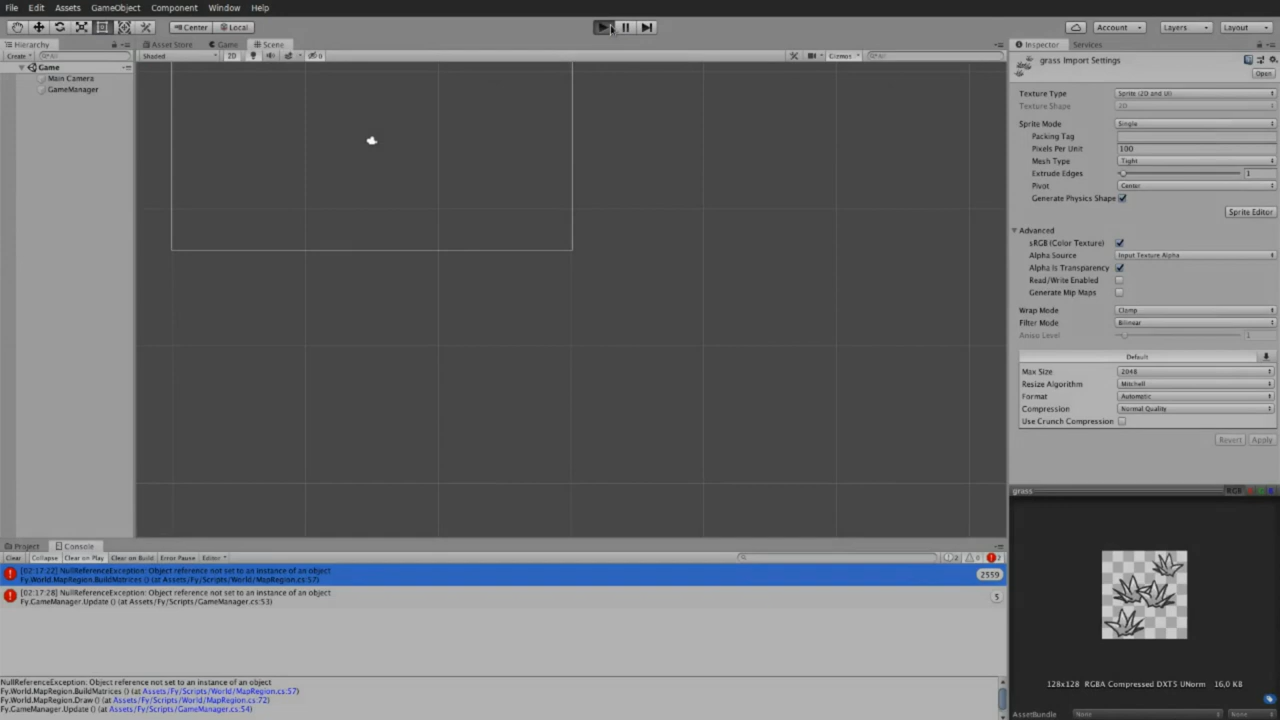 File Edit Assets GameObject Component Window Help
Center Local Account Layers Layout
Hierarchy Asset Store Game Scene Inspector Services
Create Shaded 2D Gizmos
Game
Main Camera
GameManager
grass Import Settings
Open
Texture Type Sprite (2D and UI)
Texture Shape 2D
Sprite Mode Single
Packing Tag
Pixels Per Unit 100
Mesh Type Tight
Extrude Edges 1
Pivot Center
Generate Physics Shape
Sprite Editor
Advanced
sRGB (Color Texture)
Alpha Source Input Texture Alpha
Alpha Is Transparency
Read/Write Enabled
Generate Mip Maps
Wrap Mode Clamp
Filter Mode Bilinear
Aniso Level 1
Default
Max Size 2048
Resize Algorithm Mitchell
Format Automatic
Compression Normal Quality
Use Crunch Compression
Revert Apply
grass RGB
128x128 RGBA Compressed DXT5 UNorm 16,0 KB
AssetBundle None None
Project Console
Clear Collapse Clear on Play Clear on Build Error Pause Editor
[02:17:22] NullReferenceException: Object reference not set to an instance of an object
Fy.World.MapRegion.BuildMatrices () (at Assets/Fy/Scripts/World/MapRegion.cs:57)
2559
[02:17:28] NullReferenceException: Object reference not set to an instance of an object
Fy.GameManager.Update () (at Assets/Fy/Scripts/GameManager.cs:53)
5
NullReferenceException: Object reference not set to an instance of an object
Fy.World.MapRegion.BuildMatrices () (at Assets/Fy/Scripts/World/MapRegion.cs:57)
Fy.World.MapRegion.Draw () (at Assets/Fy/Scripts/World/MapRegion.cs:72)
Fy.GameManager.Update () (at Assets/Fy/Scripts/GameManager.cs:54)